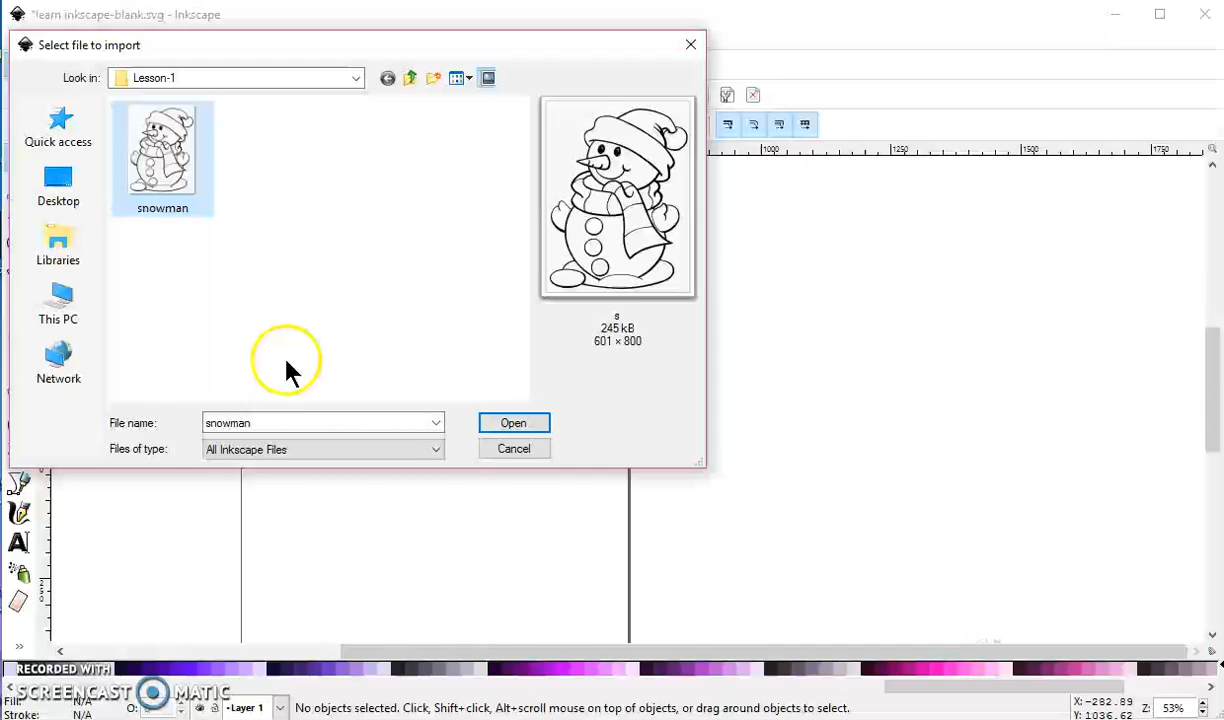 *learn inkscape-blank.svg - Inkscape
Select file to import
Look in: Lesson-1
Quick access
Desktop
Libraries
This PC
Network
snowman
s
245 kB
601 × 800
File name: snowman Open
Files of type: All Inkscape Files Cancel
1000 1250 1500 1750
RECORDED WITH
SCREENCAST MATIC
Fill: N/A
Stroke: N/A
O:
Layer 1
No objects selected. Click, Shift+click, Alt+scroll mouse on top of objects, or drag around objects to select.
X: -282.89
Y: 1036.62
Z: 53%